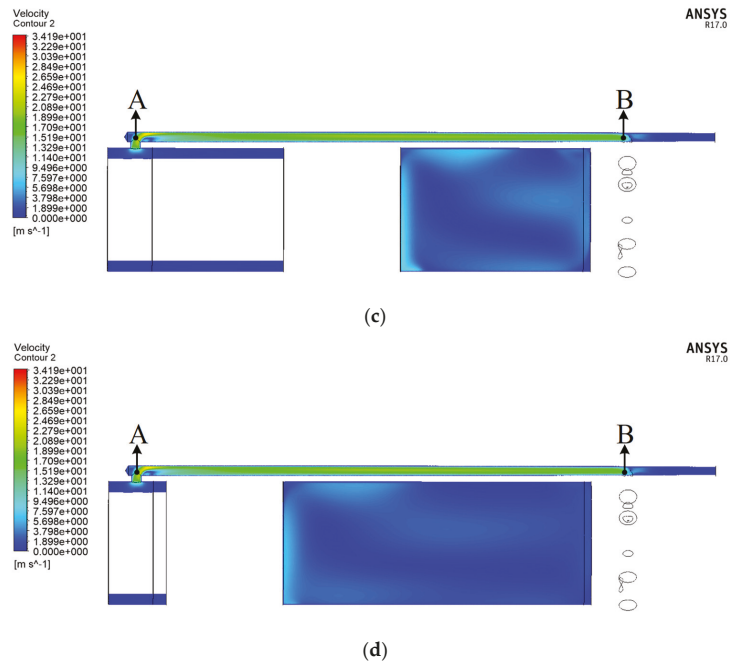 Velocity
Contour 2
3.419e+001
3.229e+001
3.039e+001
2.849e+001
2.659e+001
2.469e+001
2.279e+001
2.089e+001
1.899e+001
1.709e+001
1.519e+001
1.329e+001
1.140e+001
9.496e+000
7.597e+000
5.698e+000
3.798e+000
1.899e+000
0.000e+000
[m s^-1]
ANSYS
R17.0
A
B
(c)
Velocity
Contour 2
3.419e+001
3.229e+001
3.039e+001
2.849e+001
2.659e+001
2.469e+001
2.279e+001
2.089e+001
1.899e+001
1.709e+001
1.519e+001
1.329e+001
1.140e+001
9.496e+000
7.597e+000
5.698e+000
3.798e+000
1.899e+000
0.000e+000
[m s^-1]
ANSYS
R17.0
A
B
(d)